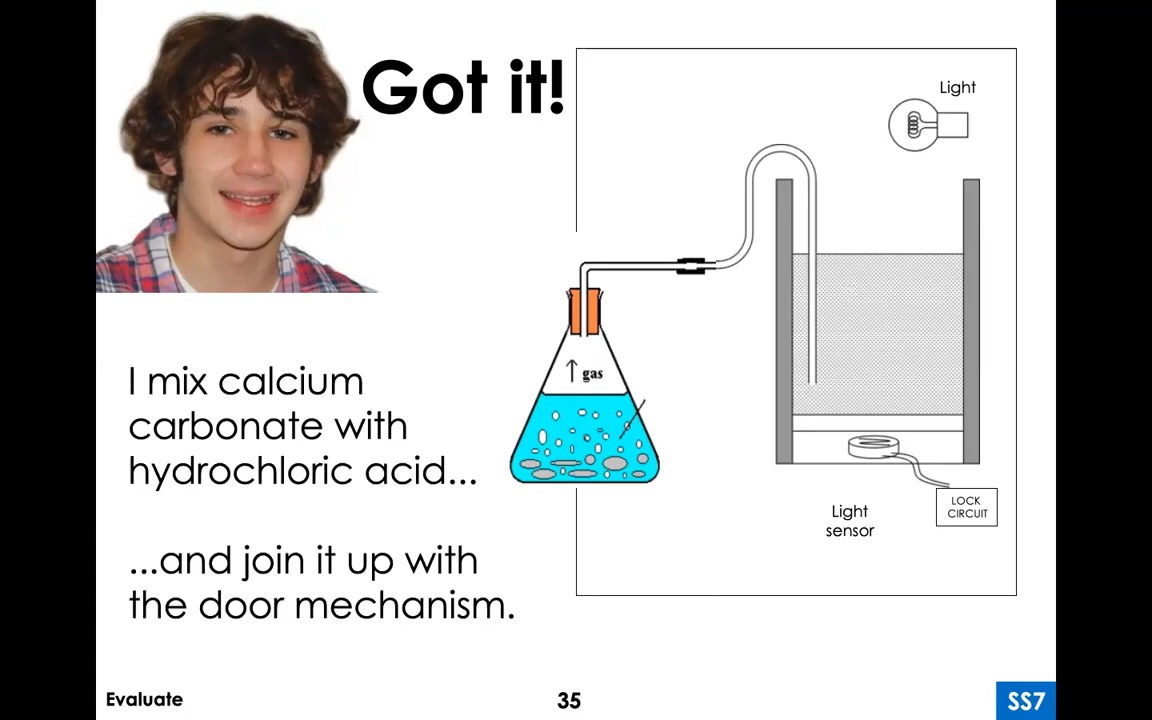 Got it!
Light
gas
I mix calcium
carbonate with
hydrochloric acid...
...and join it up with
the door mechanism.
Light
sensor
LOCK
CIRCUIT
Evaluate
35
SS7